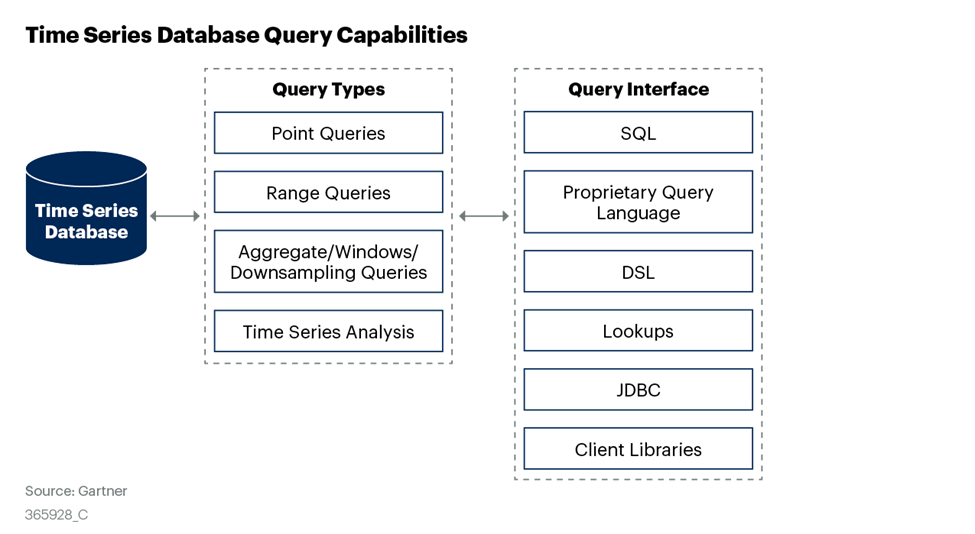 Time Series Database Query Capabilities
Time Series
Database
Query Types
Point Queries
Range Queries
Aggregate/Windows/
Downsampling Queries
Time Series Analysis
Query Interface
SQL
Proprietary Query
Language
DSL
Lookups
JDBC
Client Libraries
Source: Gartner
365928_C